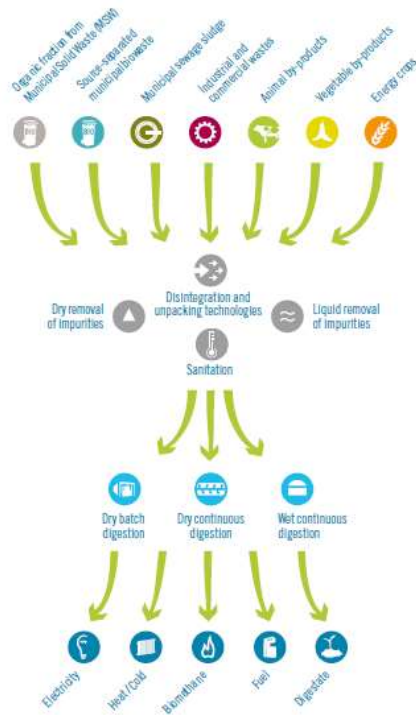 Organic fraction from
Municipal Solid Waste (MSW)
Source-separated
municipal biowaste
Municipal sewage sludge
Industrial and
commercial wastes
Animal by-products
Vegetable by-products
Energy crops
BIO
BIO
Disintegration and
unpacking technologies
Dry removal
of impurities
Liquid removal
of impurities
Sanitation
Dry batch
digestion
Dry continuous
digestion
Wet continuous
digestion
Electricity
Heat/Cold
Biomethane
Fuel
Digestate